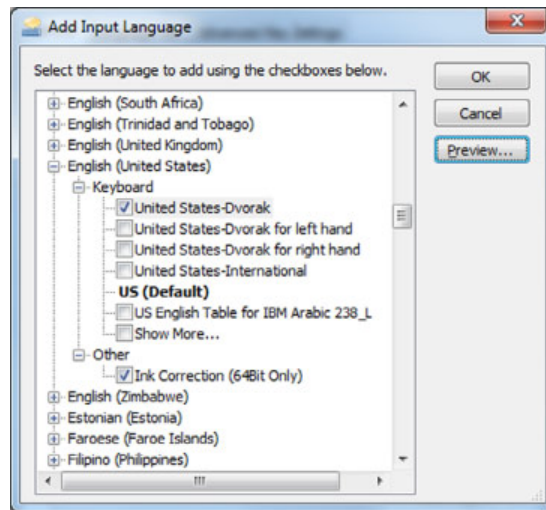 Add Input Language
Select the language to add using the checkboxes below.
English (South Africa)
English (Trinidad and Tobago)
English (United Kingdom)
English (United States)
Keyboard
United States-Dvorak
United States-Dvorak for left hand
United States-Dvorak for right hand
United States-International
US (Default)
US English Table for IBM Arabic 238_L
Show More...
Other
Ink Correction (64Bit Only)
English (Zimbabwe)
Estonian (Estonia)
Faroese (Faroe Islands)
Filipino (Philippines)
OK
Cancel
Preview...